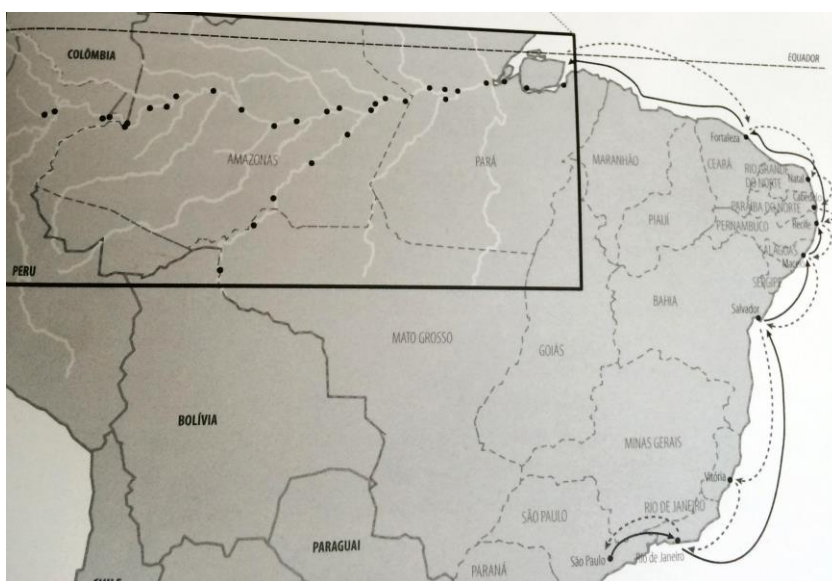 COLÔMBIA
EQUADOR
Fortaleza
AMAZONAS
PARÁ
MARANHÃO
CEARÁ
RIO GRANDE
DO NORTE
Natal
Cabedelo
PARAÍBA DO NORTE
PIAUÍ
PERNAMBUCO
Recife
ALAGOAS
PERU
SERGIPE
BAHIA
Salvador
MATO GROSSO
GOIÁS
BOLÍVIA
MINAS GERAIS
Vitória
SÃO PAULO
RIO DE JANEIRO
PARAGUAI
São Paulo
Rio de Janeiro
PARANÁ